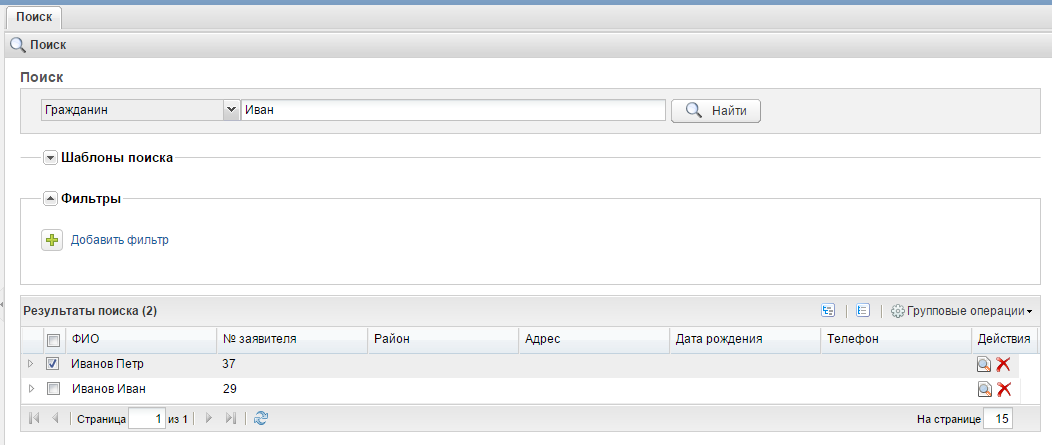 Поиск
Поиск
Поиск
Гражданин Иван Найти
Шаблоны поиска
Фильтры
Добавить фильтр
Результаты поиска (2) Групповые операции
ФИО № заявителя Район Адрес Дата рождения Телефон Действия
Иванов Петр 37
Иванов Иван 29
Страница 1 из 1 На странице 15